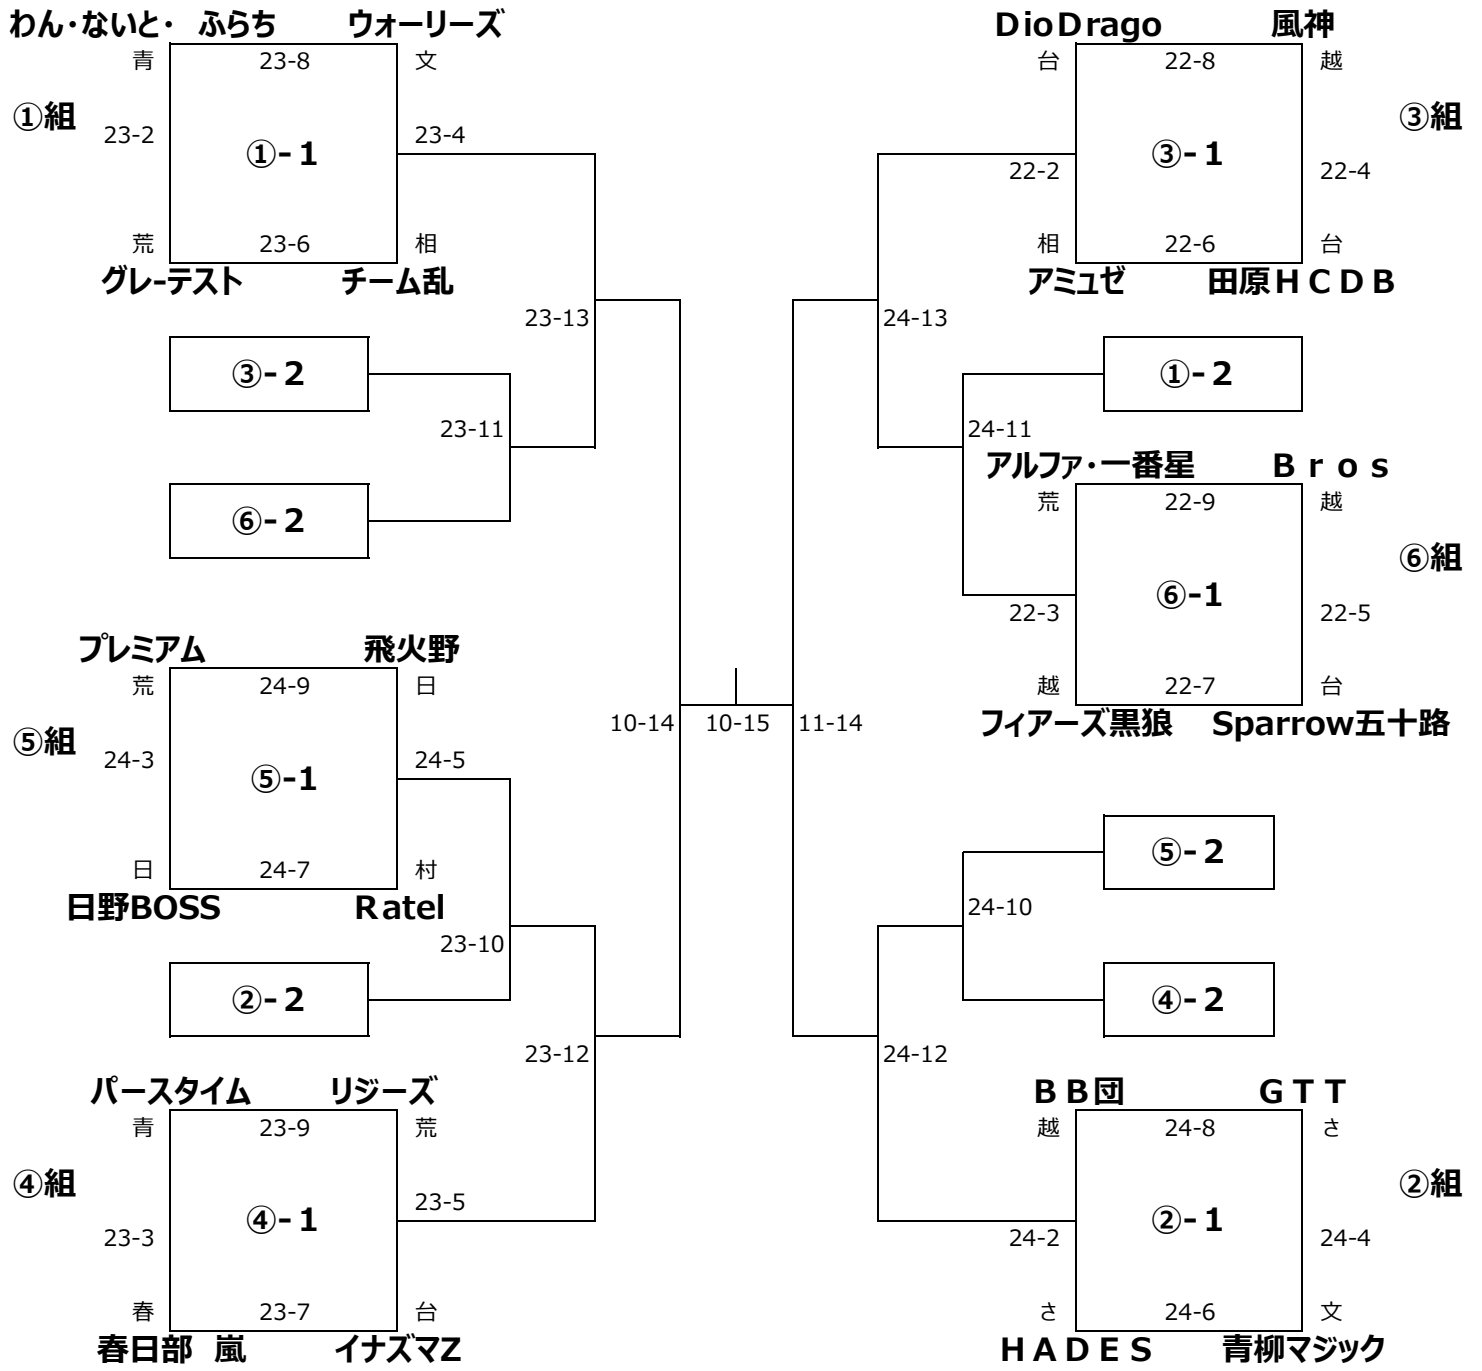 わん・ないと・ ふらち ウォーリーズ
青 23-8 文
①組
23-2 ①-１ 23-4
荒 23-6 相
グレ-テスト チーム乱
23-13
③-２
23-11
⑥-２
プレミアム 飛火野
荒 24-9 日
⑤組
24-3 ⑤-1 24-5
日 24-7 村
日野BOSS Ｒatel
23-10
②-２
23-12
パースタイム リジーズ
青 23-9 荒
④組
23-3 ④-１ 23-5
春 23-7 台
春日部 嵐 イナズマZ
10-14 10-15 11-14
DioDrago 風神
台 22-8 越
③組
22-2 ③-１ 22-4
相 22-6 台
アミュゼ 田原ＨＣＤＢ
24-13
①-２
24-11
アルファ・一番星 Ｂｒｏｓ
荒 22-9 越
⑥組
22-3 ⑥-１ 22-5
越 22-7 台
フィアーズ黒狼 Sparrow五十路
⑤-２
24-10
④-２
24-12
ＢＢ団 ＧＴＴ
越 24-8 さ
②組
24-2 ②-１ 24-4
さ 24-6 文
ＨＡＤＥＳ 青柳マジック